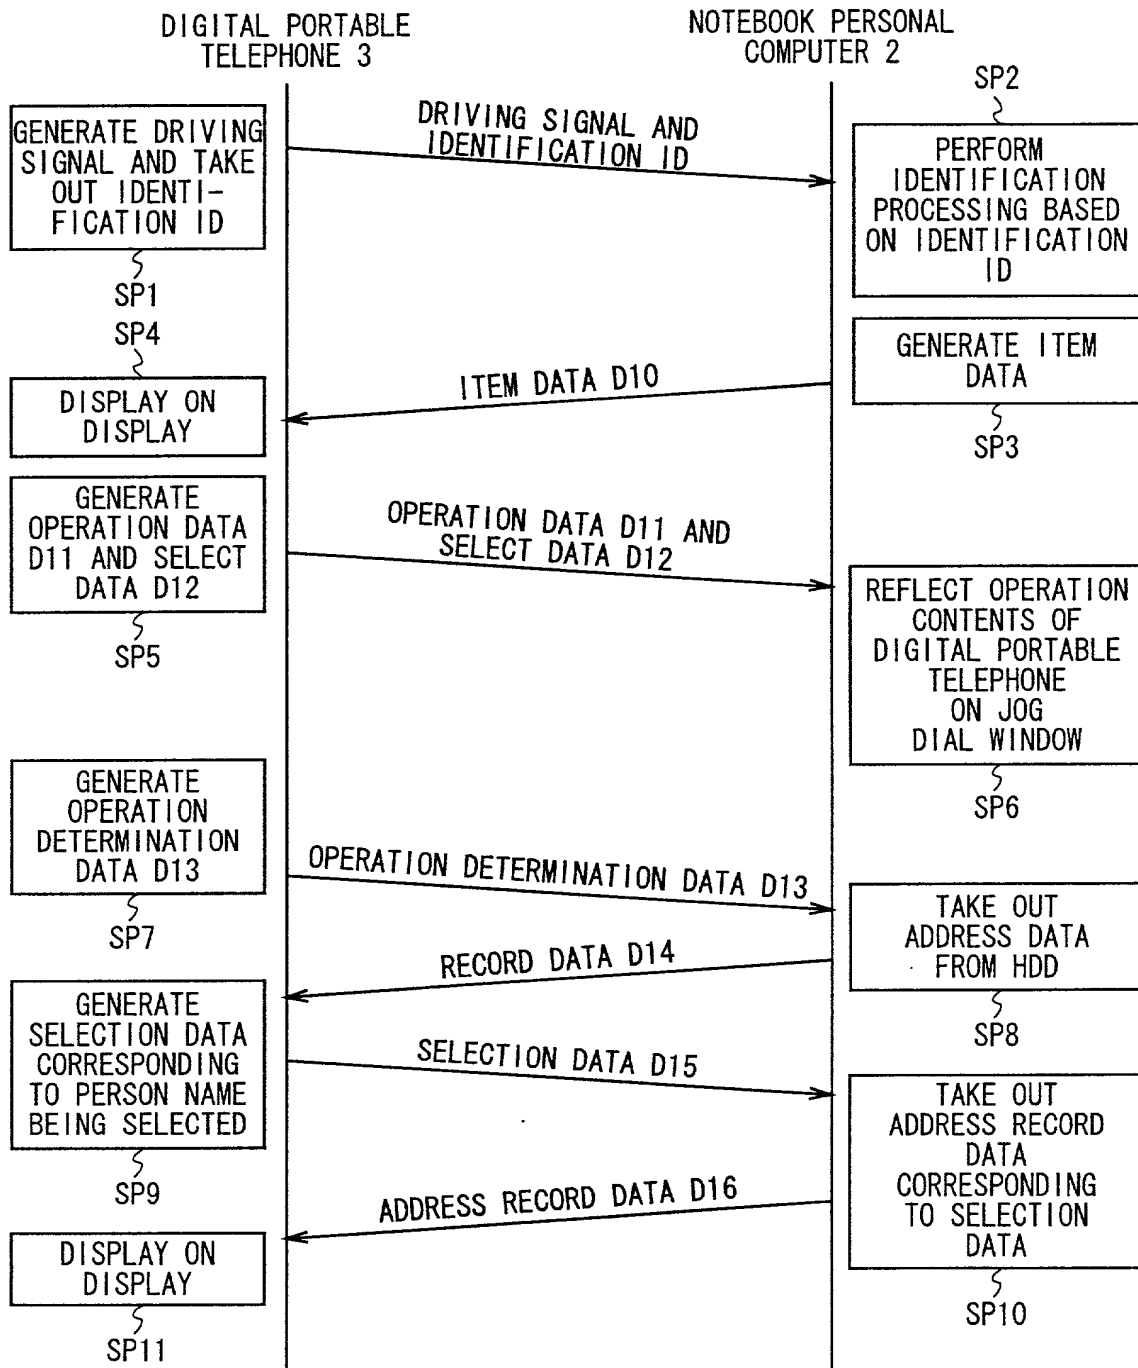 DIGITAL PORTABLE
TELEPHONE 3
NOTEBOOK PERSONAL
COMPUTER 2
GENERATE DRIVING
SIGNAL AND TAKE
OUT IDENTI-
FICATION ID
SP1
DRIVING SIGNAL AND
IDENTIFICATION ID
SP2
PERFORM
IDENTIFICATION
PROCESSING BASED
ON IDENTIFICATION
ID
GENERATE ITEM
DATA
SP3
ITEM DATA D10
SP4
DISPLAY ON
DISPLAY
GENERATE
OPERATION DATA
D11 AND SELECT
DATA D12
SP5
OPERATION DATA D11 AND
SELECT DATA D12
REFLECT OPERATION
CONTENTS OF
DIGITAL PORTABLE
TELEPHONE
ON JOG
DIAL WINDOW
SP6
GENERATE
OPERATION
DETERMINATION
DATA D13
SP7
OPERATION DETERMINATION DATA D13
TAKE OUT
ADDRESS DATA
FROM HDD
SP8
RECORD DATA D14
GENERATE
SELECTION DATA
CORRESPONDING
TO PERSON NAME
BEING SELECTED
SP9
SELECTION DATA D15
TAKE OUT
ADDRESS RECORD
DATA
CORRESPONDING
TO SELECTION
DATA
SP10
ADDRESS RECORD DATA D16
DISPLAY ON
DISPLAY
SP11